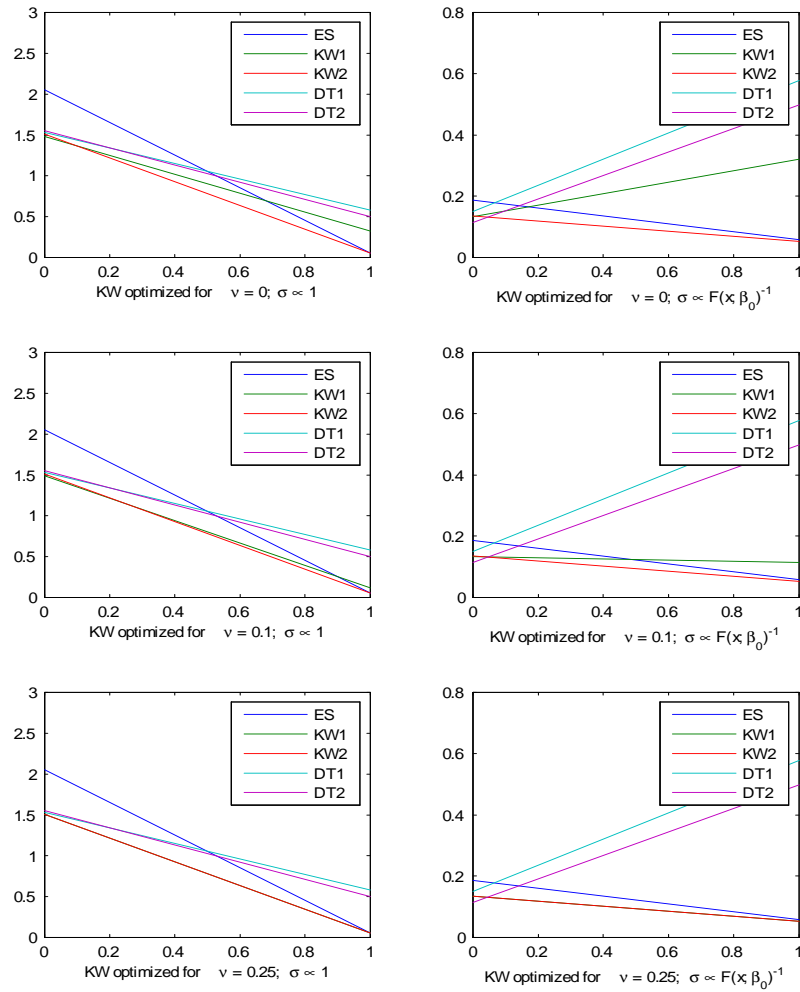 3
2.5
2
1.5
1
0.5
0
ES
KW1
KW2
DT1
DT2
0 0.2 0.4 0.6 0.8 1
KW optimized for ν = 0; σ ∝ 1
0.8
0.6
0.4
0.2
0
ES
KW1
KW2
DT1
DT2
0 0.2 0.4 0.6 0.8 1
KW optimized for ν = 0; σ ∝ F(x; β₀)⁻¹
3
2.5
2
1.5
1
0.5
0
ES
KW1
KW2
DT1
DT2
0 0.2 0.4 0.6 0.8 1
KW optimized for ν = 0.1; σ ∝ 1
0.8
0.6
0.4
0.2
0
ES
KW1
KW2
DT1
DT2
0 0.2 0.4 0.6 0.8 1
KW optimized for ν = 0.1; σ ∝ F(x; β₀)⁻¹
3
2.5
2
1.5
1
0.5
0
ES
KW1
KW2
DT1
DT2
0 0.2 0.4 0.6 0.8 1
KW optimized for ν = 0.25; σ ∝ 1
0.8
0.6
0.4
0.2
0
ES
KW1
KW2
DT1
DT2
0 0.2 0.4 0.6 0.8 1
KW optimized for ν = 0.25; σ ∝ F(x; β₀)⁻¹